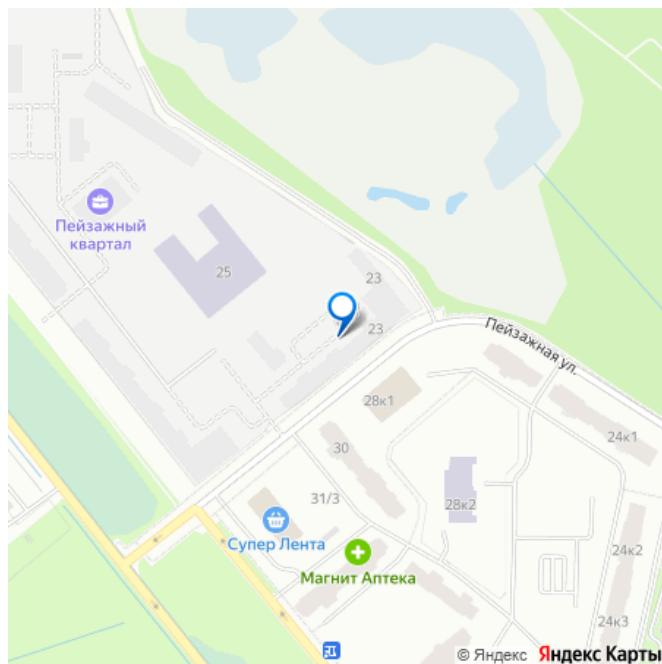 Пейзажный
квартал
25
23
23
Пейзажная ул.
28к1
24к1
30
31/3
28к2
Супер Лента
24к2
Магнит Аптека
24к3
© Яндекс Яндекс Карты